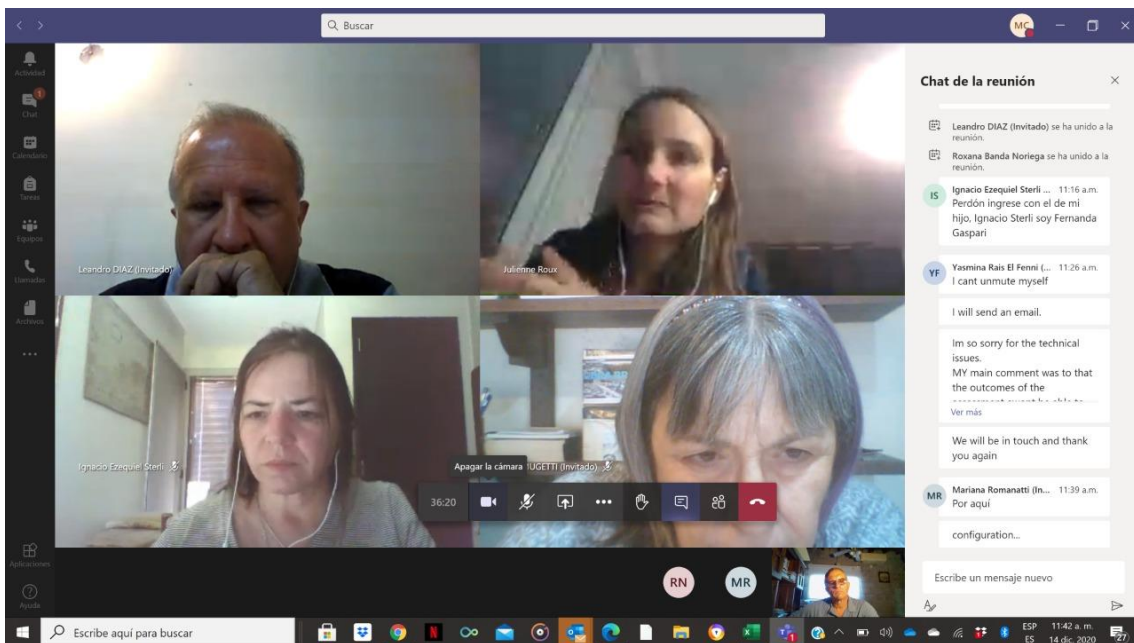 Buscar
MC
Actividad
1
Chat
Calendario
Tareas
Equipos
Llamadas
Archivos
Aplicaciones
Ayuda
Leandro DIAZ (Invitado)
Julienne Roux
Ignacio Ezequiel Sterli
Apagar la cámara
UGETTI (Invitado)
36:20
RN
MR
Chat de la reunión
Leandro DIAZ (Invitado) se ha unido a la
reunión.
Roxana Banda Noriega se ha unido a la
reunión.
IS
Ignacio Ezequiel Sterli ... 11:16 a.m.
Perdón ingrese con el de mi
hijo, Ignacio Sterli soy Fernanda
Gaspari
YF
Yasmina Rais El Fenni (... 11:26 a.m.
I cant unmute myself
I will send an email.
Im so sorry for the technical
issues.
MY main comment was to that
the outcomes of the
Ver más
We will be in touch and thank
you again
MR
Mariana Romanatti (In... 11:39 a.m.
Por aquí
configuration...
Escribe un mensaje nuevo
Escribe aquí para buscar
ESP
ES
11:42 a. m.
14 dic. 2020
27